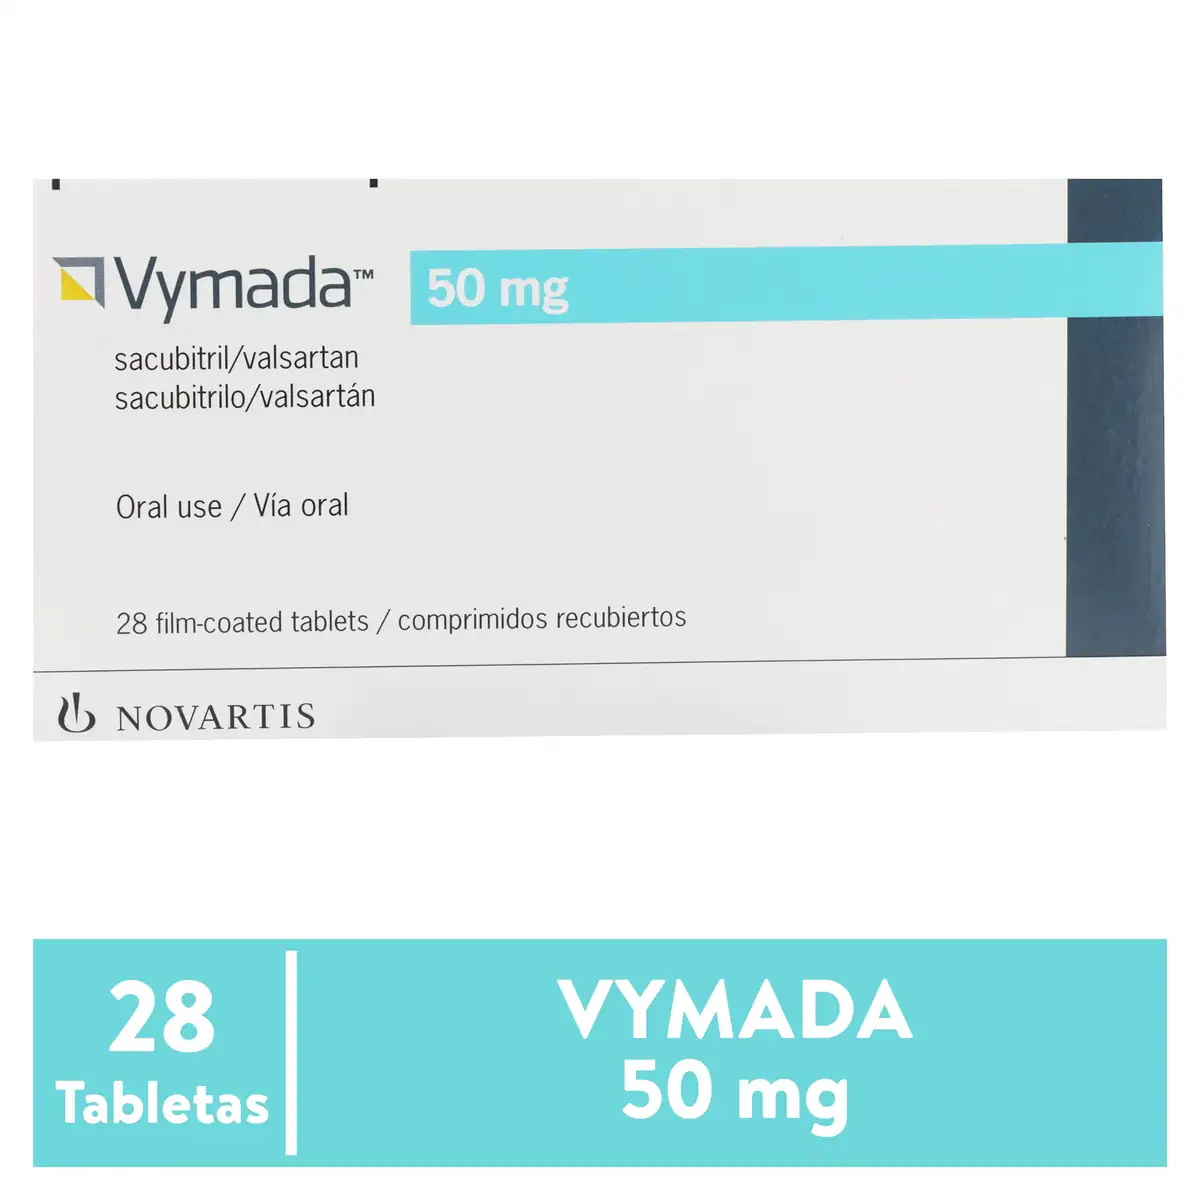 Vymada™
50 mg
sacubitril/valsartan
sacubitrilo/valsartán
Oral use / Vía oral
28 film-coated tablets / comprimidos recubiertos
NOVARTIS
28
Tabletas
VYMADA
50 mg